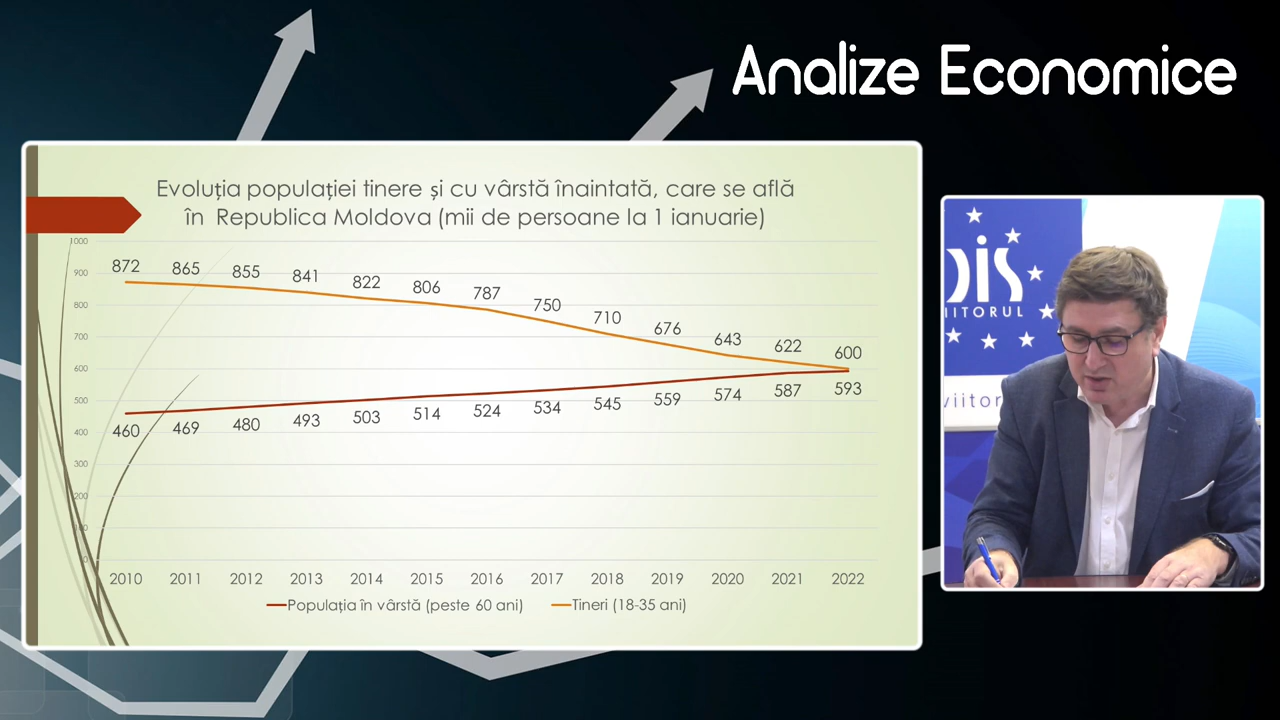 Analize Economice
Evoluția populației tinere și cu vârstă înaintată, care se află
în Republica Moldova (mii de persoane la 1 ianuarie)
1000
900
800
700
600
500
400
300
200
100
0
872 865 855 841 822 806 787 750 710 676 643 622 600
460 469 480 493 503 514 524 534 545 559 574 587 593
2010 2011 2012 2013 2014 2015 2016 2017 2018 2019 2020 2021 2022
Populația în vârstă (peste 60 ani) Tineri (18-35 ani)
DIS
VIITORUL
viitor